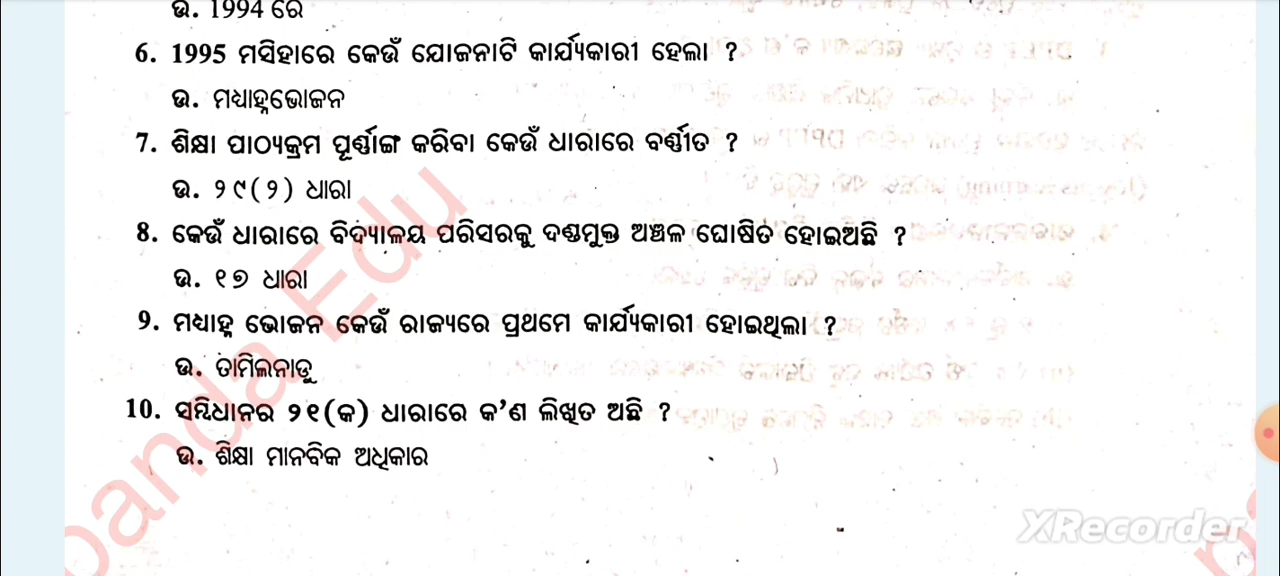 ଉ. 1994 ରେ
6. 1995 ମସିହାରେ କେଉଁ ଯୋଜନାଟି କାର୍ଯ୍ୟକାରୀ ହେଲା ?
ଉ. ମଧ୍ୟାହ୍ନଭୋଜନ
7. ଶିକ୍ଷା ପାଠ୍ୟକ୍ରମ ପୂର୍ଣ୍ଣାଙ୍ଗ କରିବା କେଉଁ ଧାରାରେ ବର୍ଣ୍ଣୀତ ?
ଉ. ୨୯(୨) ଧାରା
8. କେଉଁ ଧାରାରେ ବିଦ୍ୟାଳୟ ପରିସରକୁ ଦଣ୍ଡମୁକ୍ତ ଅଞ୍ଚଳ ଘୋଷିତ ହୋଇଅଛି ?
ଉ. ୧୭ ଧାରା
9. ମଧ୍ୟାହ୍ନ ଭୋଜନ କେଉଁ ରାଜ୍ୟରେ ପ୍ରଥମେ କାର୍ଯ୍ୟକାରୀ ହୋଇଥିଲା ?
ଉ. ତାମିଲନାଡୁ
10. ସମ୍ବିଧାନର ୨୧(କ) ଧାରାରେ କ'ଣ ଲିଖିତ ଅଛି ?
ଉ. ଶିକ୍ଷା ମାନବିକ ଅଧିକାର
panda Edu
XRecorder